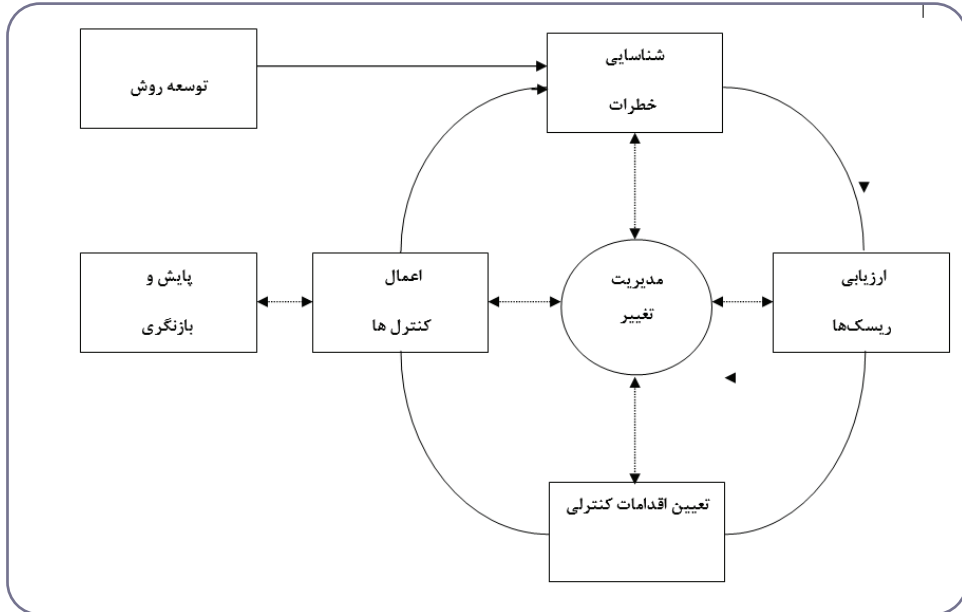 شناسایی
خطرات
توسعه روش
ارزیابی
ریسک‌ها
مدیریت
تغییر
اعمال
کنترل ها
پایش و
بازنگری
تعیین اقدامات کنترلی